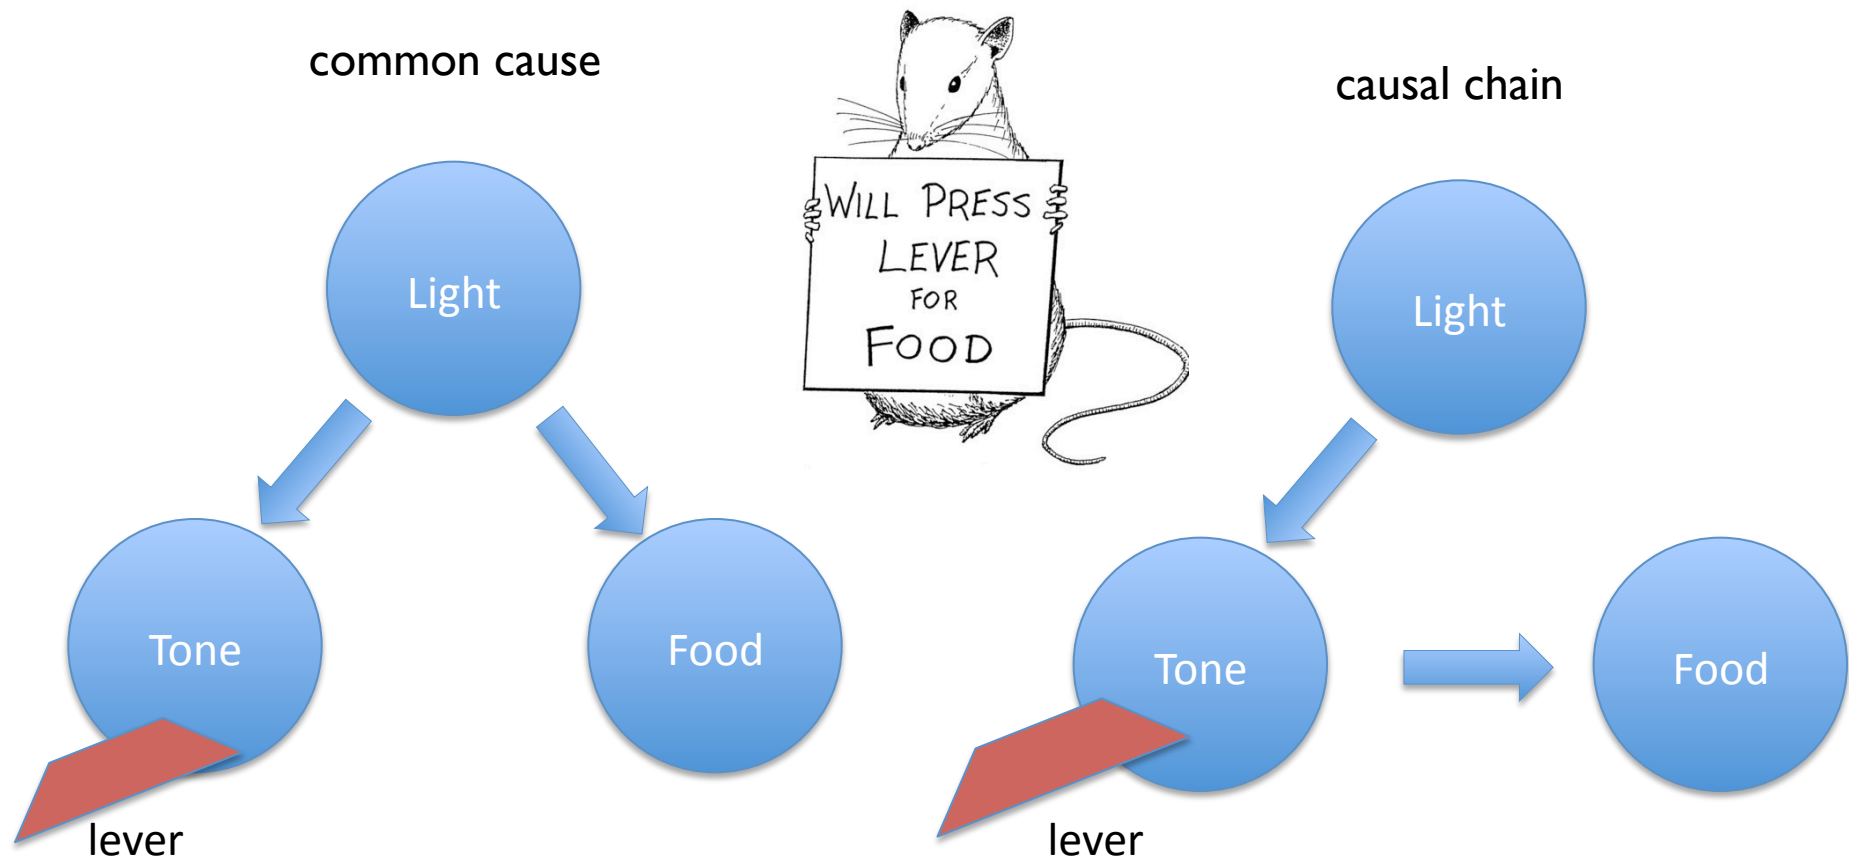 common cause
causal chain
WILL PRESS
LEVER
FOR
FOOD
Light
Light
Tone
Food
Tone
Food
lever
lever